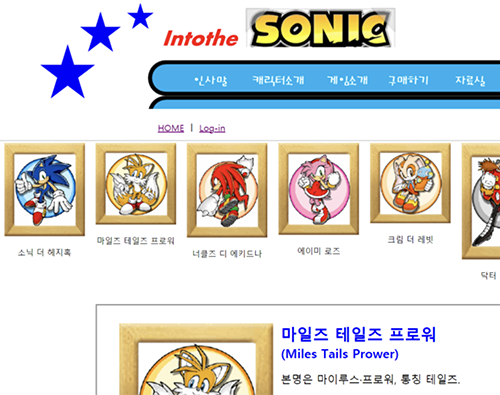 Intothe SONIC
인사말 캐릭터소개 게임소개 구매하기 자료실
HOME | Log-in
소닉 더 헤지혹
마일즈 테일즈 프로워
너클즈 디 에키드나
에이미 로즈
크림 더 레빗
닥터
마일즈 테일즈 프로워
(Miles Tails Prower)
본명은 마이루스·프로워, 통칭 테일즈.